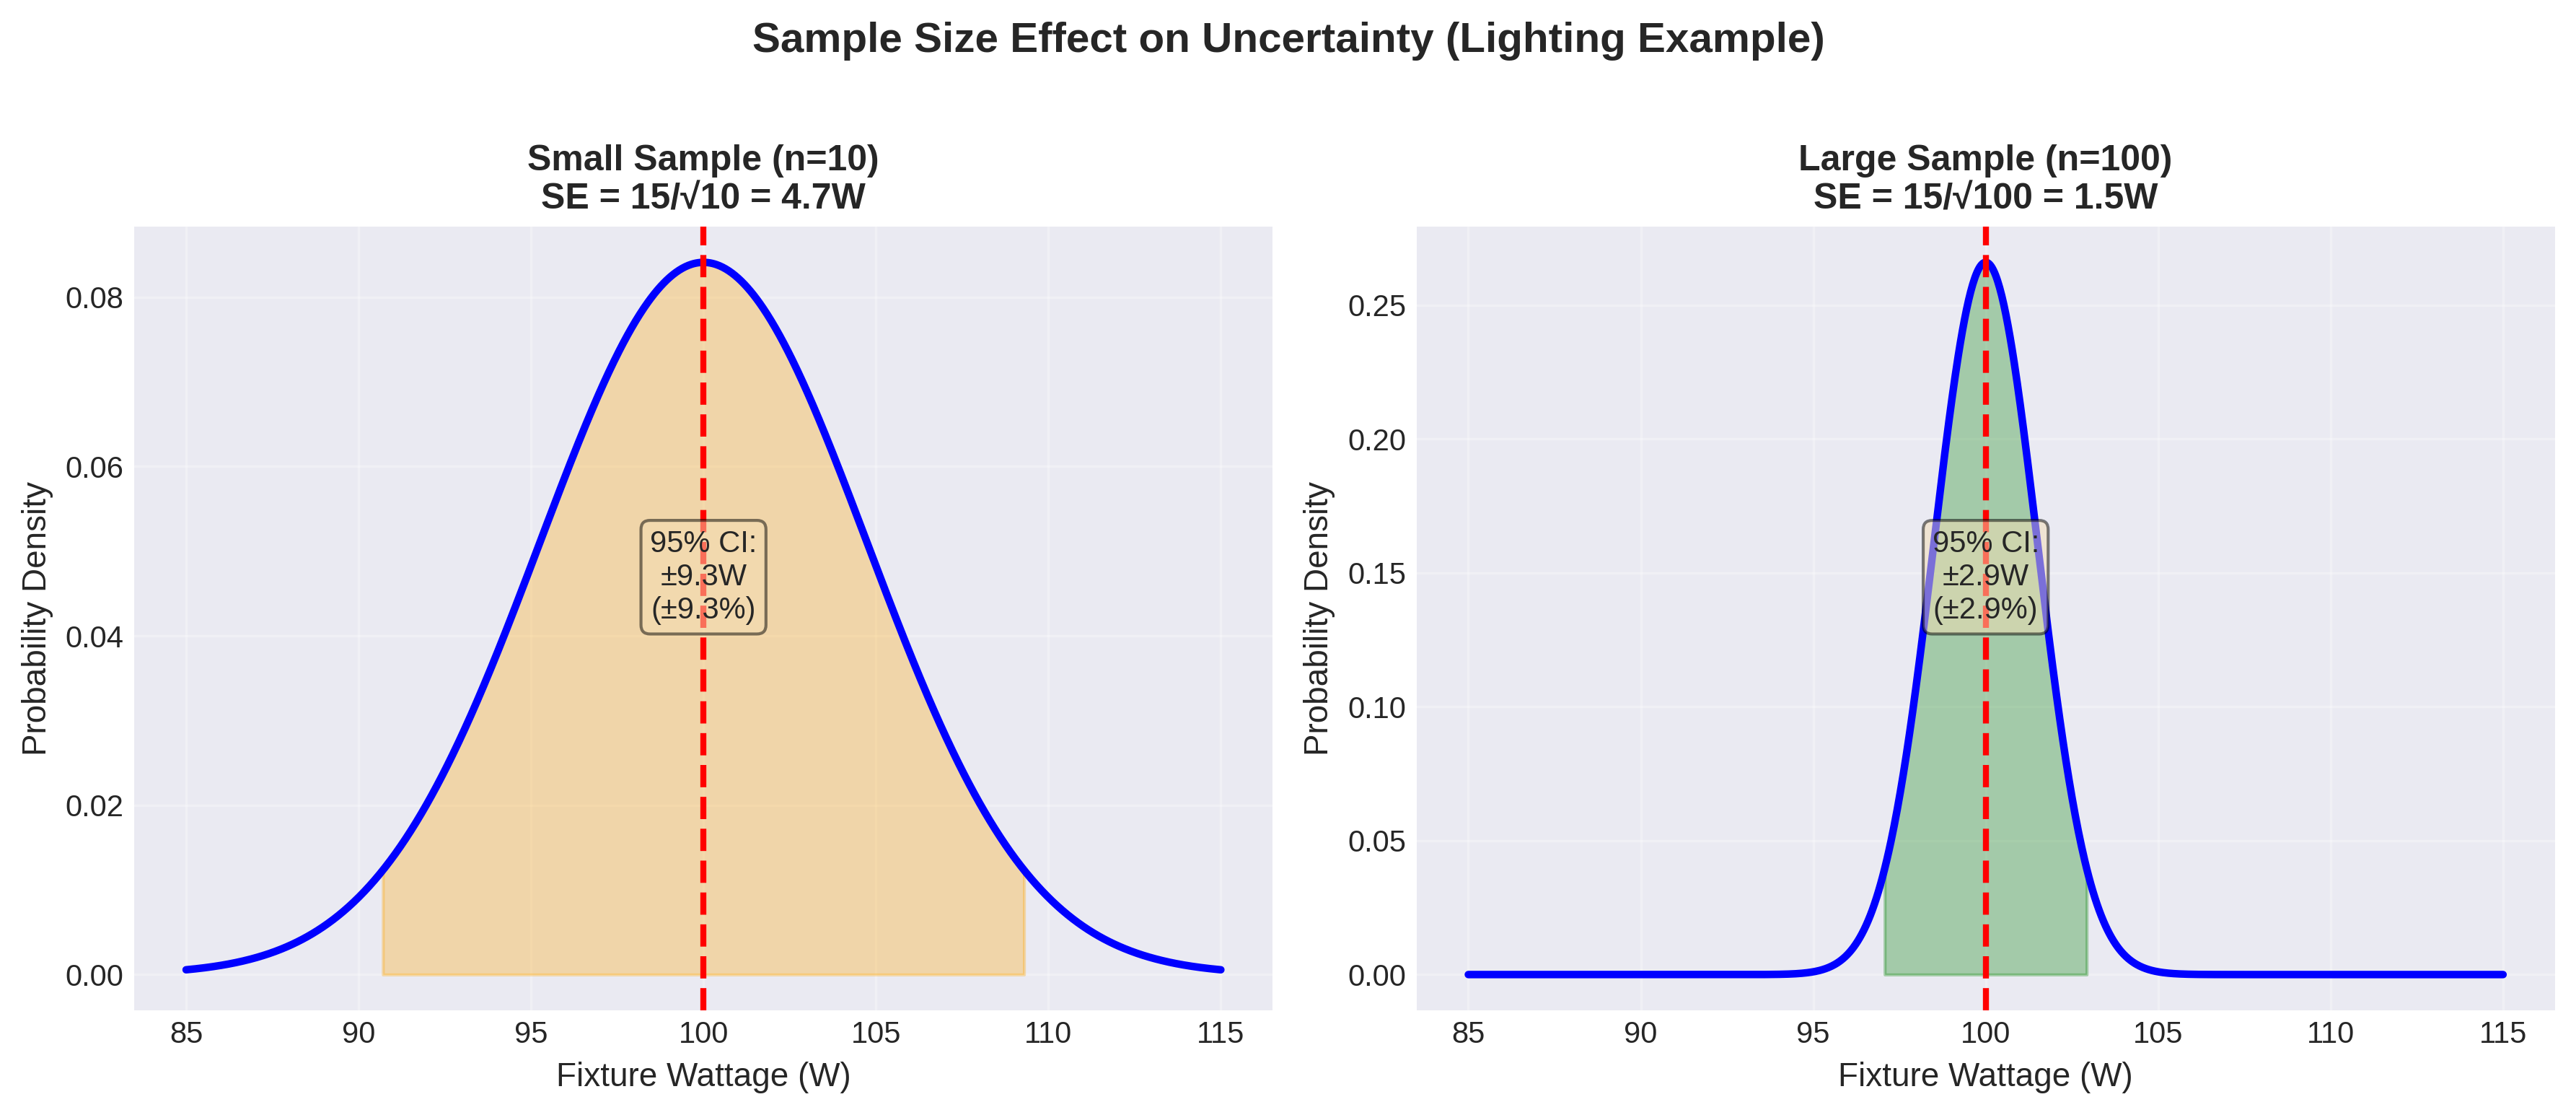 Sample Size Effect on Uncertainty (Lighting Example)
Small Sample (n=10)
SE = 15/√10 = 4.7W
Probability Density
0.08
0.06
0.04
0.02
0.00
95% CI:
±9.3W
(±9.3%)
85 90 95 100 105 110 115
Fixture Wattage (W)
Large Sample (n=100)
SE = 15/√100 = 1.5W
Probability Density
0.25
0.20
0.15
0.10
0.05
0.00
95% CI:
±2.9W
(±2.9%)
85 90 95 100 105 110 115
Fixture Wattage (W)